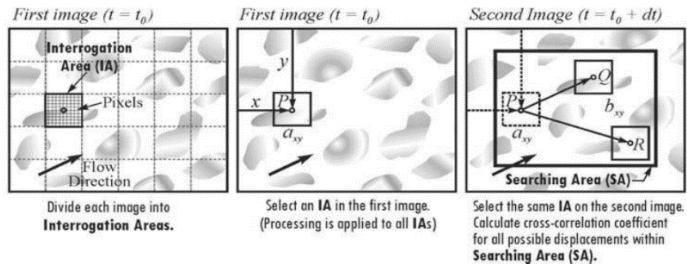 First image (t = t0)
Interrogation
Area (IA)
Pixels
Flow
Direction
Divide each image into
Interrogation Areas.
First image (t = t0)
y
x
P
axy
Select an IA in the first image.
(Processing is applied to all IAs)
Second Image (t = t0 + dt)
Q
P
bxy
axy
R
Searching Area (SA)
Select the same IA on the second image.
Calculate cross-correlation coefficient
for all possible displacements within
Searching Area (SA).